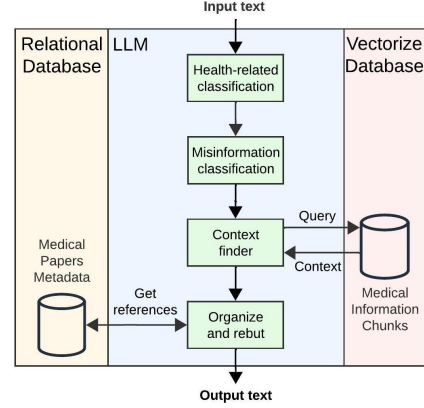 Input text
Relational
Database
LLM
Vectorize
Database
Health-related
classification
Misinformation
classification
Context
finder
Query
Context
Medical
Papers
Metadata
Medical
Information
Chunks
Get
references
Organize
and rebut
Output text